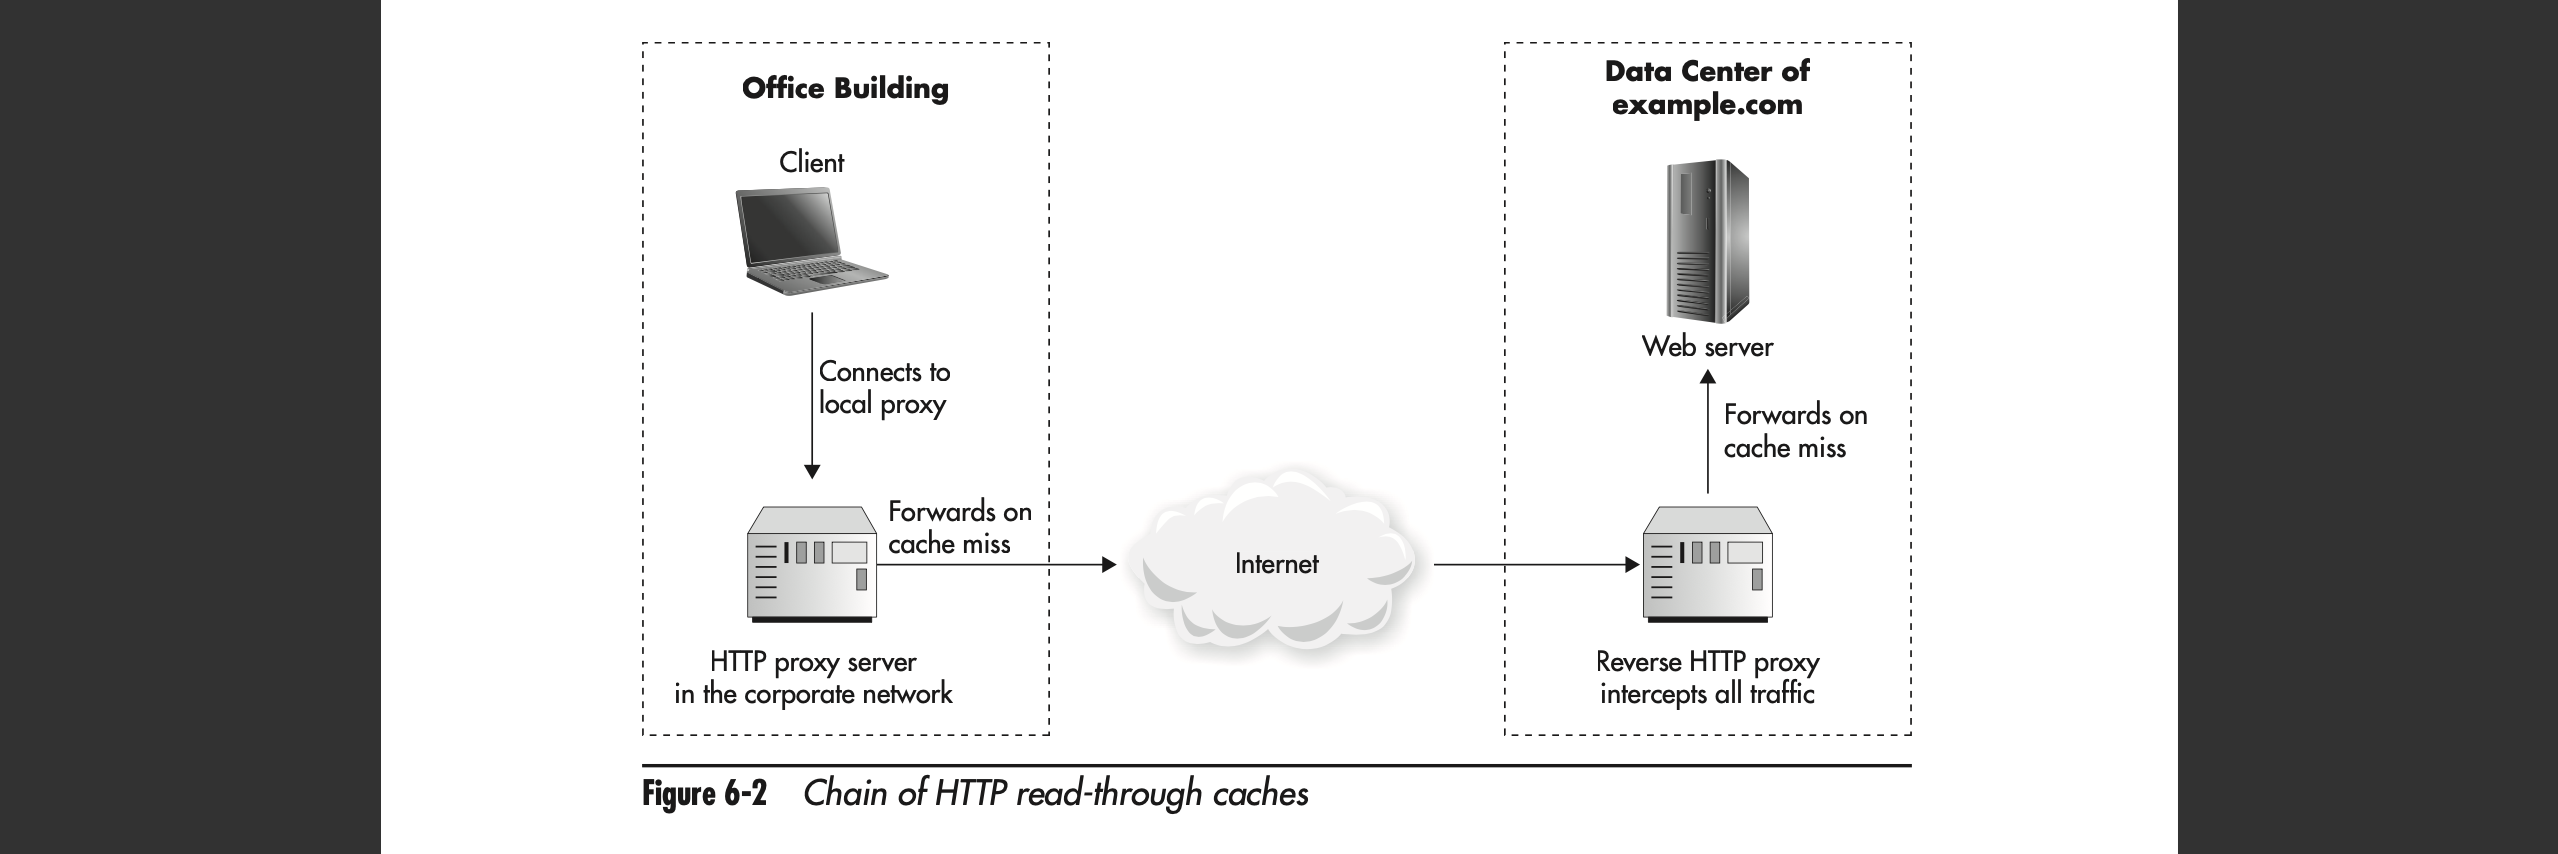 Office Building
Client
Connects to
local proxy
Forwards on
cache miss
HTTP proxy server
in the corporate network
Internet
Data Center of
example.com
Web server
Forwards on
cache miss
Reverse HTTP proxy
intercepts all traffic
Figure 6-2 Chain of HTTP read-through caches